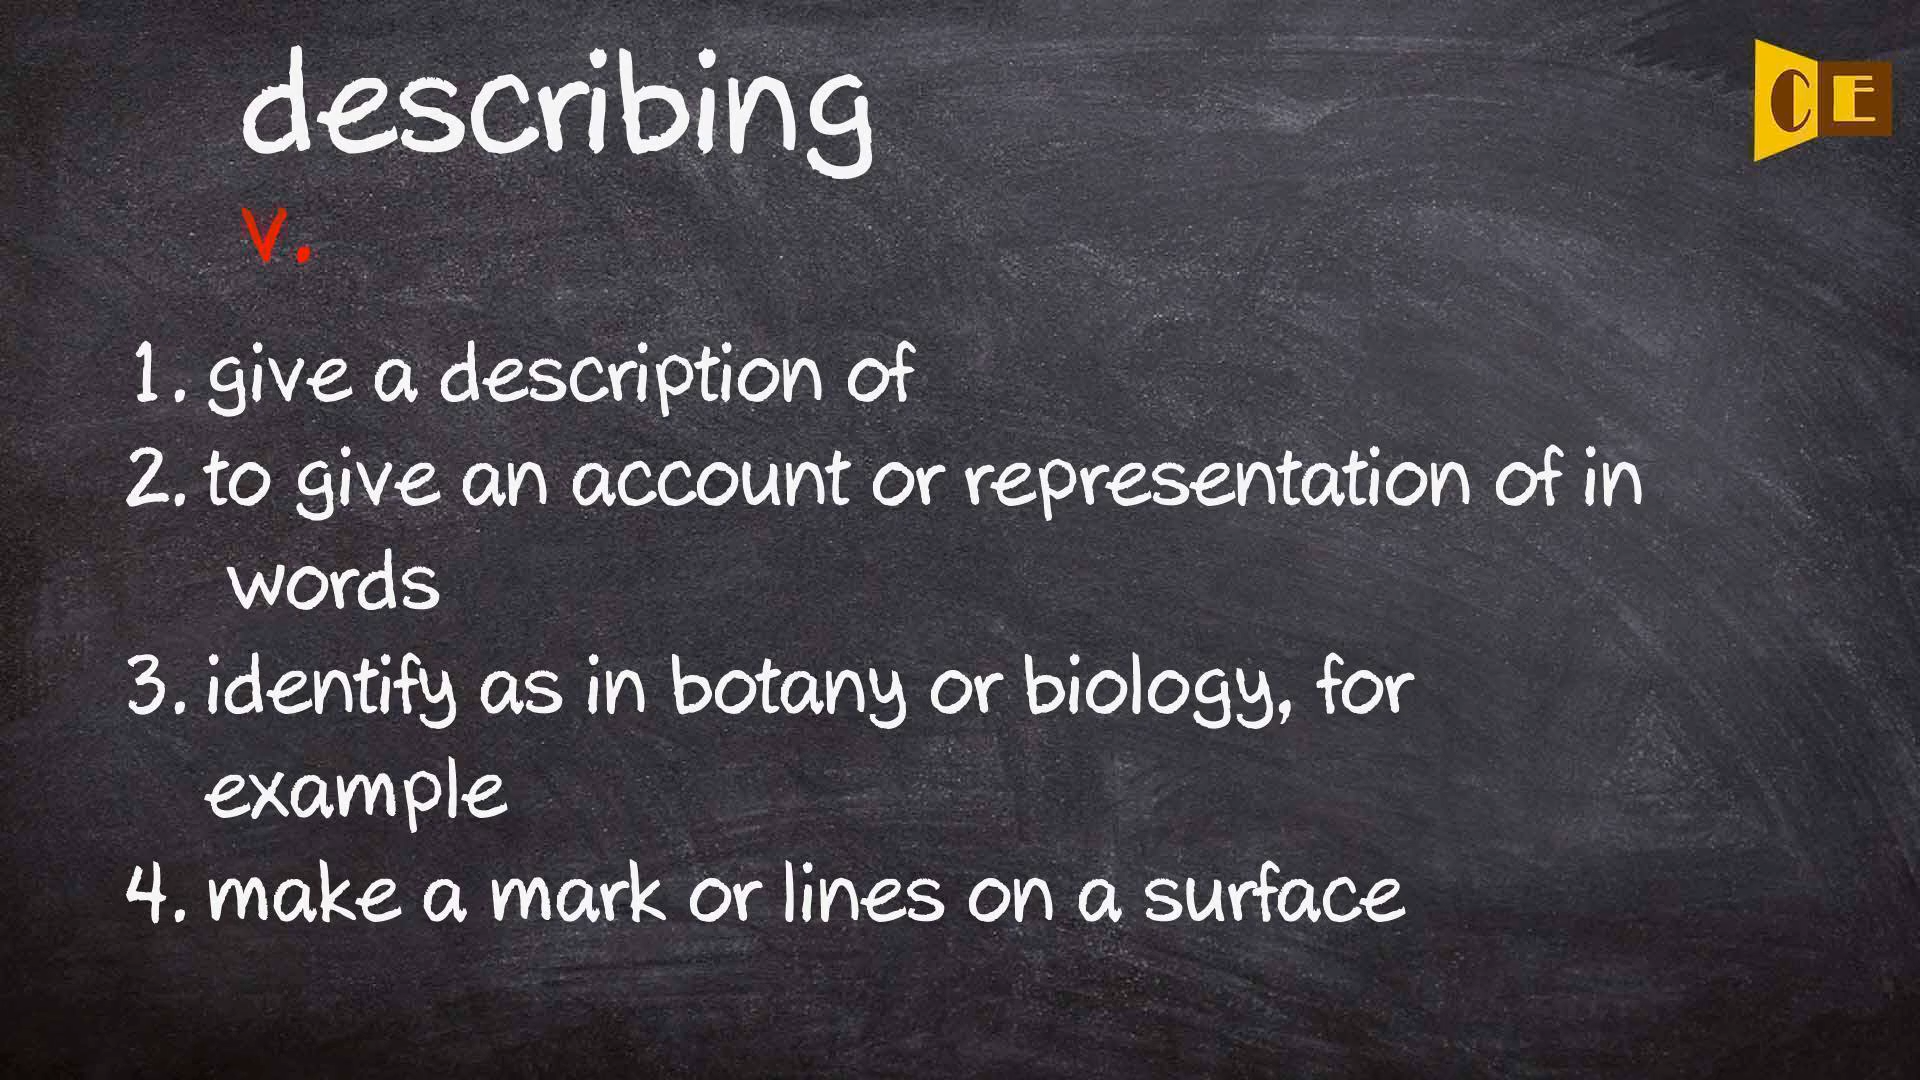 describing
CE
v.
1. give a description of
2. to give an account or representation of in
words
3. identify as in botany or biology, for
example
4. make a mark or lines on a surface